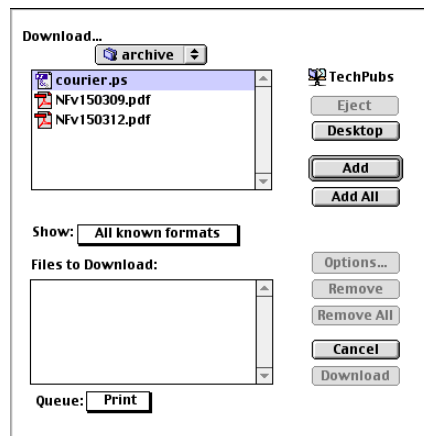 Download...
archive
courier.ps
NFv150309.pdf
NFv150312.pdf
TechPubs
Eject
Desktop
Add
Add All
Show: All known formats
Files to Download:
Options...
Remove
Remove All
Cancel
Download
Queue: Print